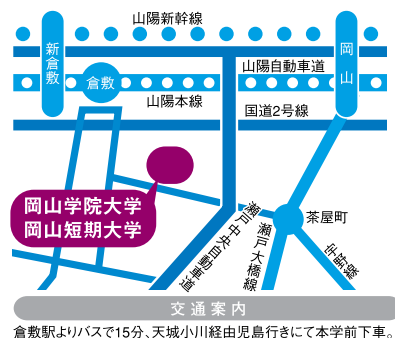 山陽新幹線
新倉敷
岡山
山陽自動車道
倉敷
山陽本線
国道2号線
岡山学院大学
岡山短期大学
茶屋町
瀬戸中央自動車道
瀬戸大橋線
宇野線
交通案内
倉敷駅よりバスで15分、天城小川経由児島行きにて本学前下車。